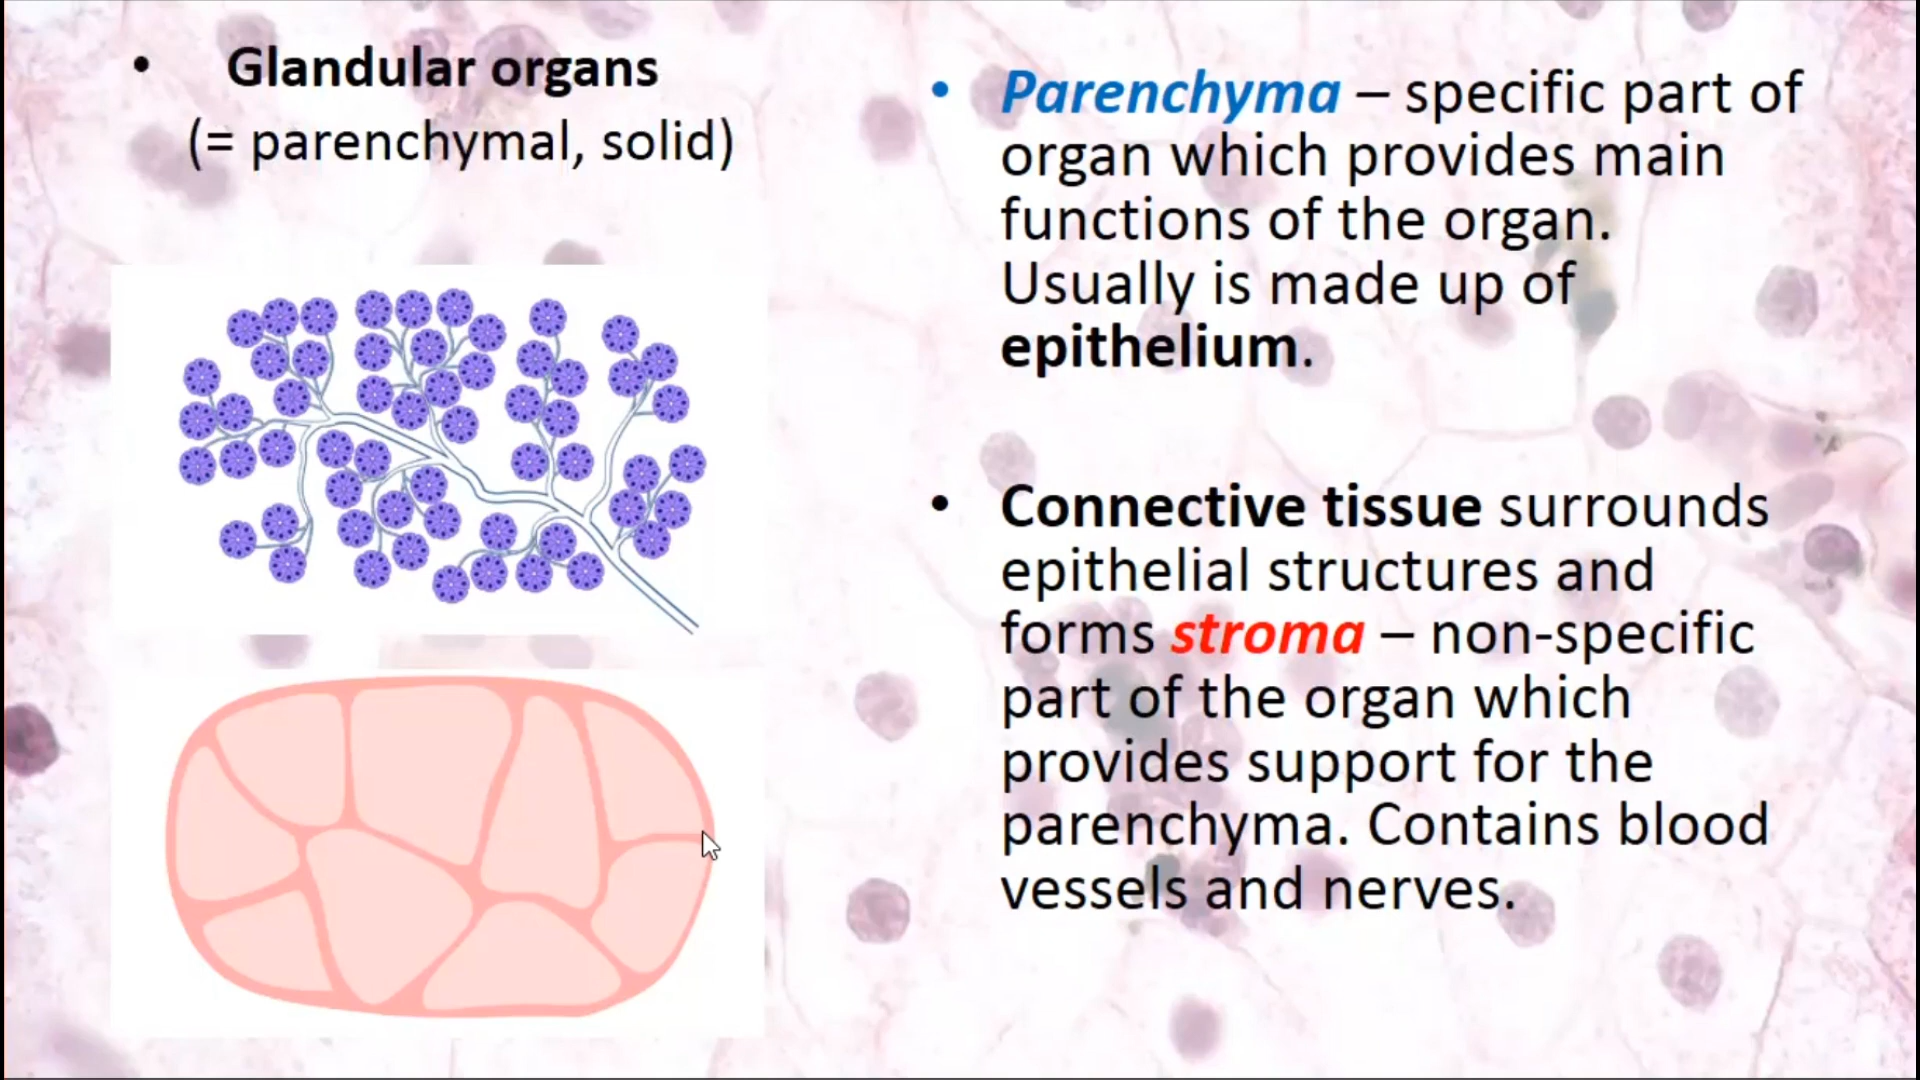 • Glandular organs
(= parenchymal, solid)
• Parenchyma – specific part of
organ which provides main
functions of the organ.
Usually is made up of
epithelium.
• Connective tissue surrounds
epithelial structures and
forms stroma – non-specific
part of the organ which
provides support for the
parenchyma. Contains blood
vessels and nerves.